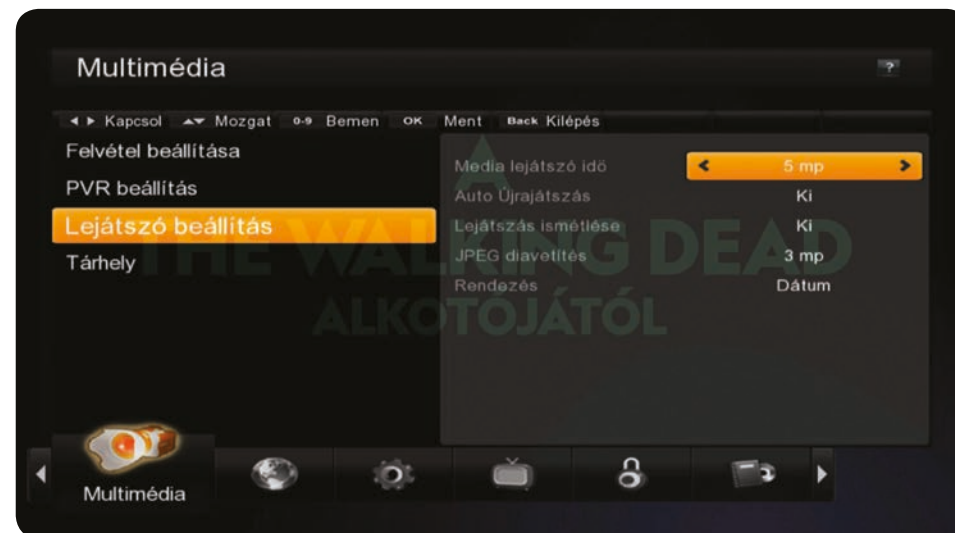 Multimédia ?
◄ ► Kapcsol ▲▼ Mozgat 0-9 Bemen OK Ment Back Kilépés
Felvétel beállítása
PVR beállítás
Lejátszó beállítás
Tárhely
Media lejátszó idö 5 mp
Auto Újrajátszás Ki
Lejátszás ismétlése Ki
JPEG diavetítés 3 mp
Rendezés Dátum
A
THE WALKING DEAD
ALKOTÓJÁTÓL
Multimédia